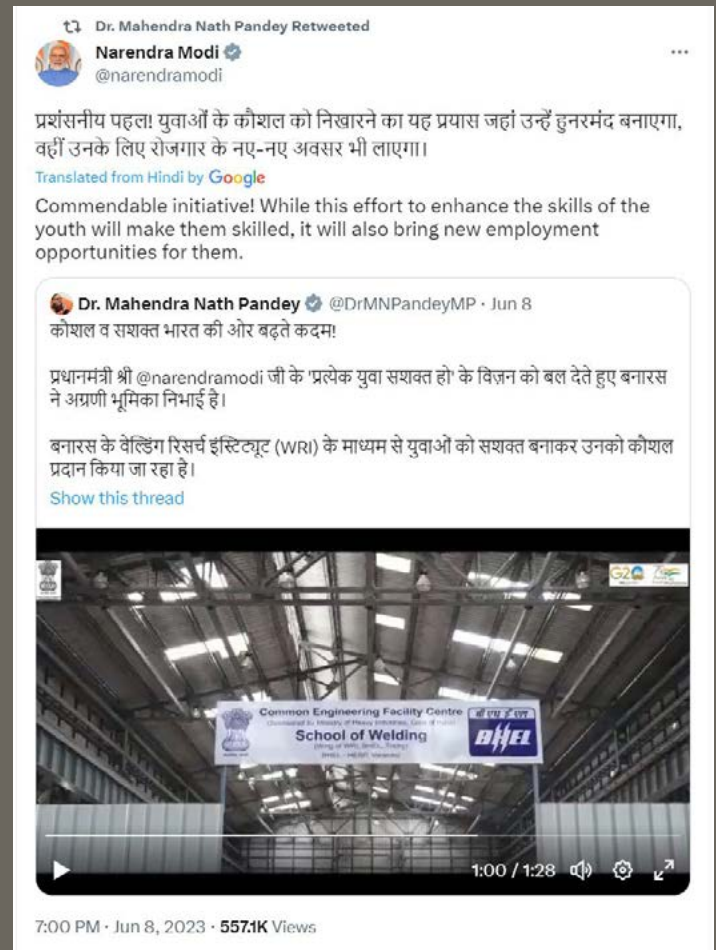 Dr. Mahendra Nath Pandey Retweeted
Narendra Modi
@narendramodi
प्रशंसनीय पहल! युवाओं के कौशल को निखारने का यह प्रयास जहां उन्हें हुनरमंद बनाएगा,
वहीं उनके लिए रोजगार के नए-नए अवसर भी लाएगा।
Translated from Hindi by Google
Commendable initiative! While this effort to enhance the skills of the
youth will make them skilled, it will also bring new employment
opportunities for them.
Dr. Mahendra Nath Pandey @DrMNPandeyMP · Jun 8
कौशल व सशक्त भारत की ओर बढ़ते कदम!
प्रधानमंत्री श्री @narendramodi जी के 'प्रत्येक युवा सशक्त हो' के विज़न को बल देते हुए बनारस
ने अग्रणी भूमिका निभाई है।
बनारस के वेल्डिंग रिसर्च इंस्टिट्यूट (WRI) के माध्यम से युवाओं को सशक्त बनाकर उनको कौशल
प्रदान किया जा रहा है।
Show this thread
G20
Common Engineering Facility Centre
School of Welding
बी एच ई एल
BHEL
1:00 / 1:28
7:00 PM · Jun 8, 2023 · 557.1K Views